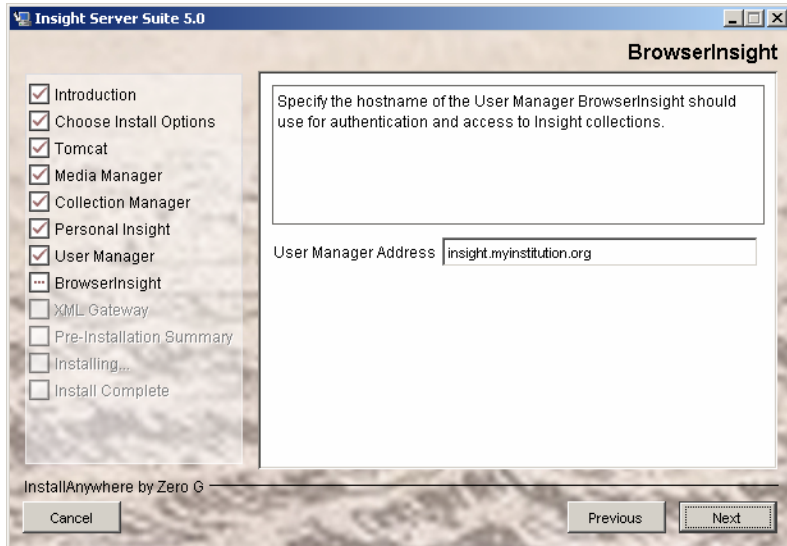 Insight Server Suite 5.0
BrowserInsight
Introduction
Choose Install Options
Tomcat
Media Manager
Collection Manager
Personal Insight
User Manager
BrowserInsight
XML Gateway
Pre-Installation Summary
Installing...
Install Complete
Specify the hostname of the User Manager BrowserInsight should
use for authentication and access to Insight collections.
User Manager Address insight.myinstitution.org
InstallAnywhere by Zero G
Cancel
Previous
Next